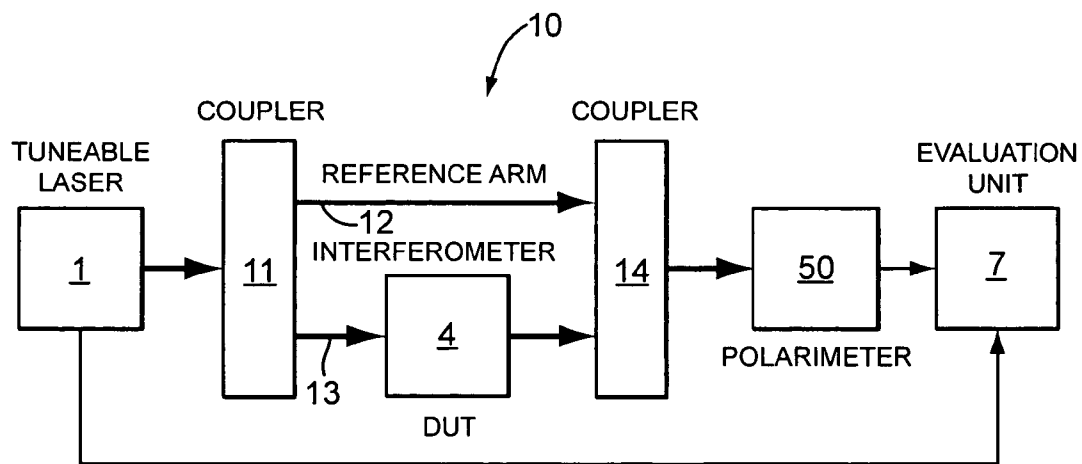 10
COUPLER
COUPLER
TUNEABLE
LASER
EVALUATION
UNIT
REFERENCE ARM
12
INTERFEROMETER
1
11
14
50
7
4
13
POLARIMETER
DUT